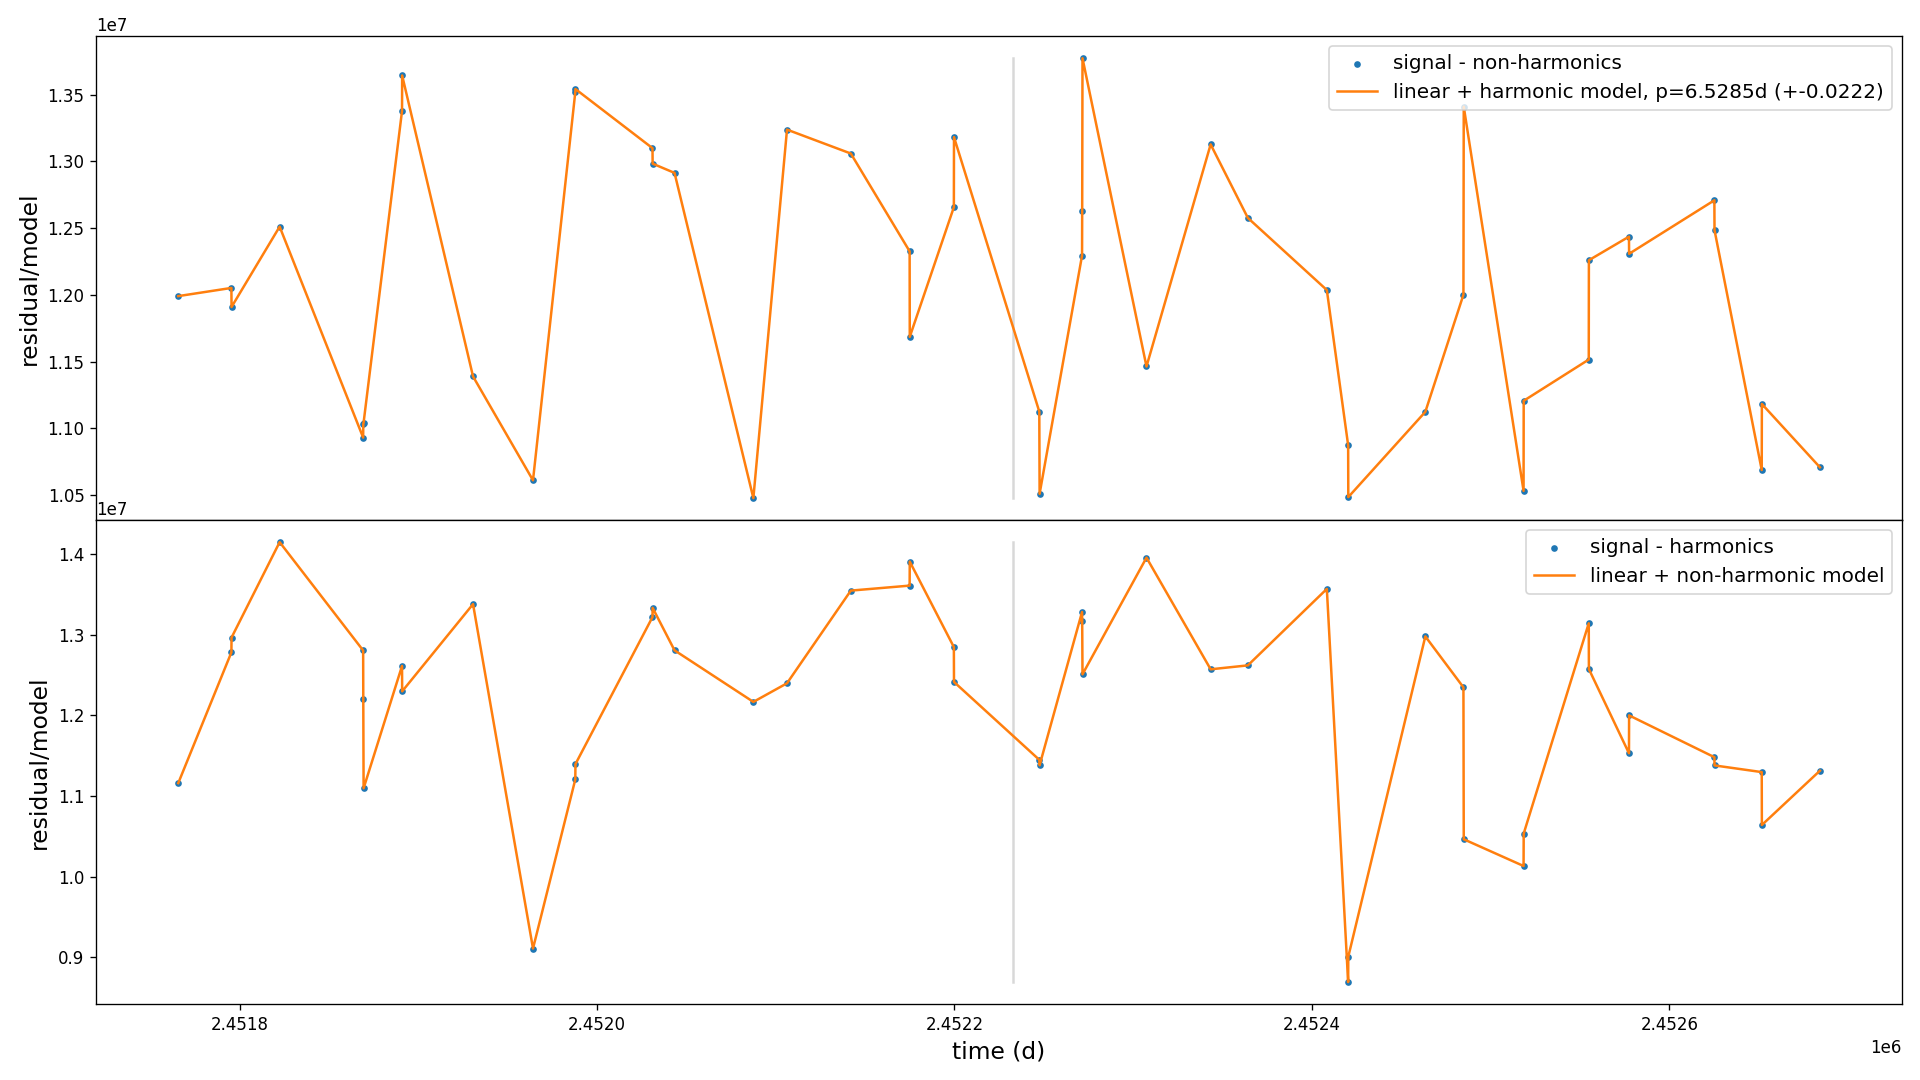 1e7
signal - non-harmonics
linear + harmonic model, p=6.5285d (+-0.0222)
1.35
1.30
1.25
1.20
1.15
1.10
1.05
residual/model
1e7
signal - harmonics
linear + non-harmonic model
1.4
1.3
1.2
1.1
1.0
0.9
residual/model
2.4518 2.4520 2.4522 2.4524 2.4526
time (d)
1e6